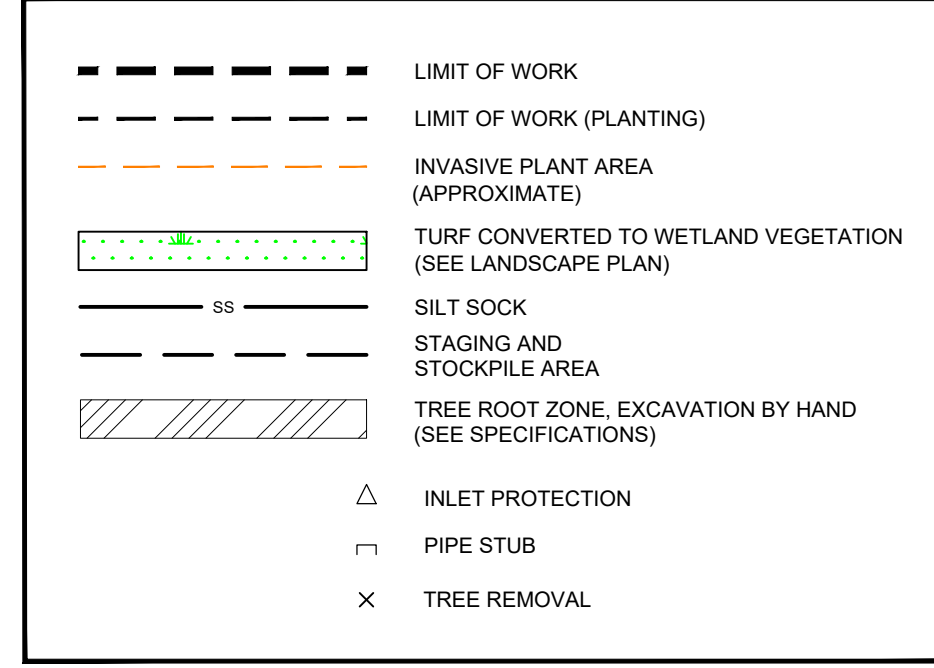 LIMIT OF WORK
LIMIT OF WORK (PLANTING)
INVASIVE PLANT AREA
(APPROXIMATE)
TURF CONVERTED TO WETLAND VEGETATION
(SEE LANDSCAPE PLAN)
SS SILT SOCK
STAGING AND
STOCKPILE AREA
TREE ROOT ZONE, EXCAVATION BY HAND
(SEE SPECIFICATIONS)
INLET PROTECTION
PIPE STUB
TREE REMOVAL